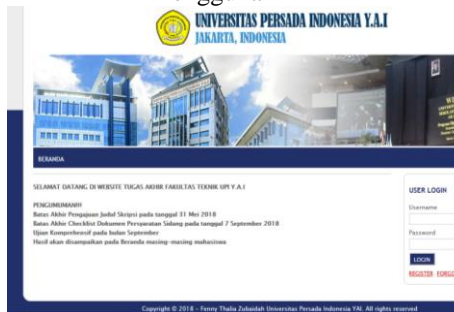 UNIVERSITAS PERSADA INDONESIA Y.A.I
JAKARTA, INDONESIA
BERANDA
SELAMAT DATANG DI WEBSITE TUGAS AKHIR FAKULTAS TEKNIK UPI Y.A.I
PENGUMUMAN!!!
Batas Akhir Pengajuan Judul Skripsi pada tanggal 31 Mei 2018
Batas Akhir Checklist Dokumen Persyaratan Sidang pada tanggal 7 September 2018
Ujian Komprehensif pada bulan September
Hasil akan disampaikan pada Beranda masing-masing mahasiswa
USER LOGIN
Username
Password
LOGIN
REGISTER
Copyright © 2018 - Fenny Thalia Zubaidah Universitas Persada Indonesia YAI. All rights reserved